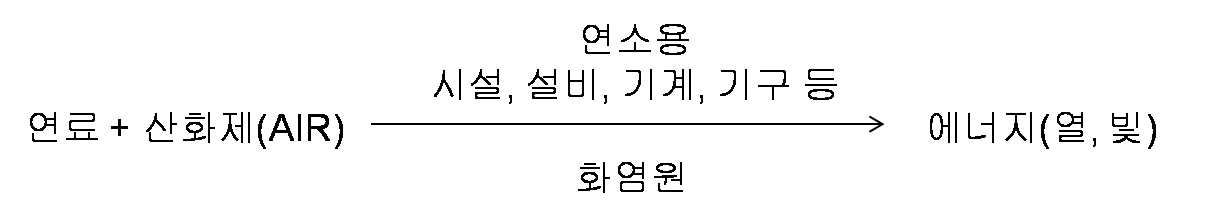 연소용
시설, 설비, 기계, 기구 등
연료 + 산화제(AIR)
에너지(열, 빛)
화염원